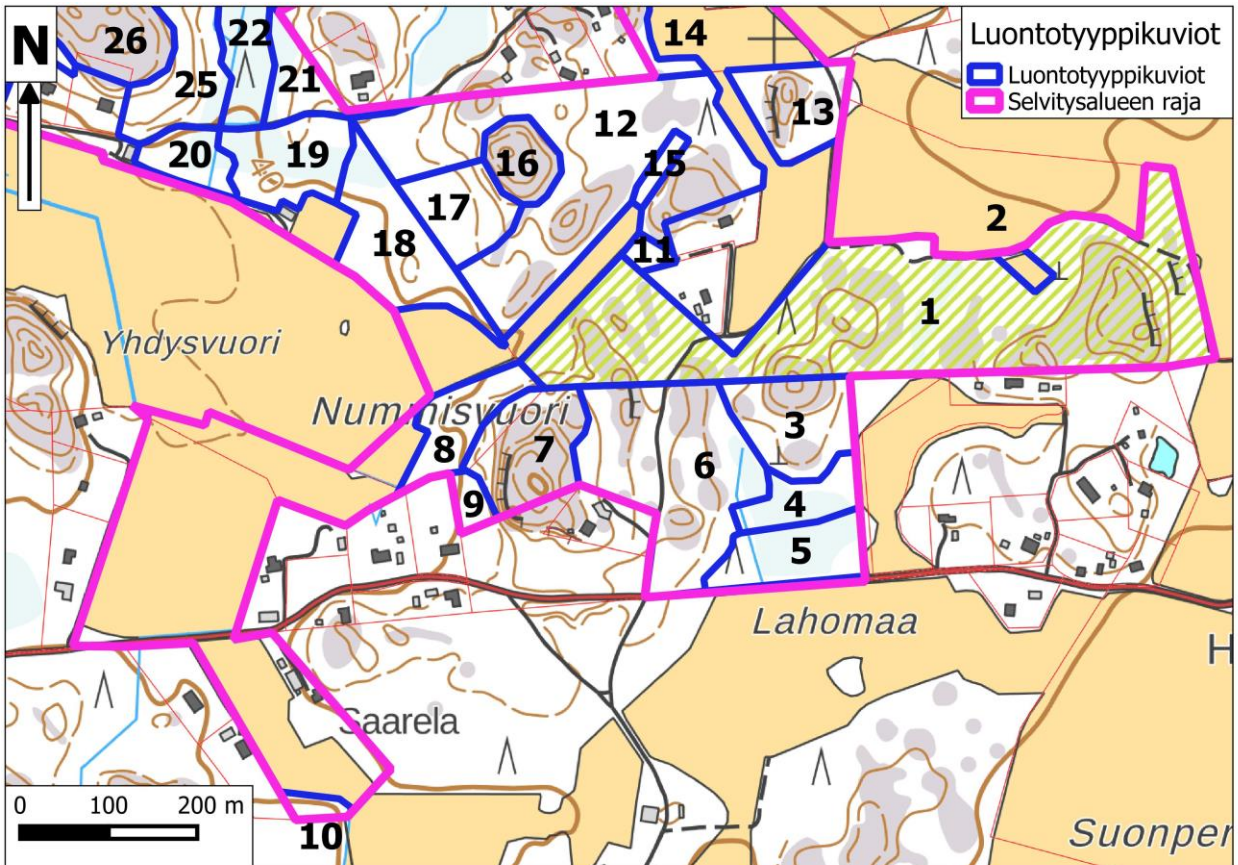 26
22
14
Luontotyyppikuviot
N
25
21
Luontotyyppikuviot
12
13
Selvitysalueen raja
20
19
16
15
40
17
2
18
11
1
Yhdysvuori
Nummisvuori
3
8
7
6
9
4
5
Lahomaa
H
Saarela
0 100 200 m
10
Suonper